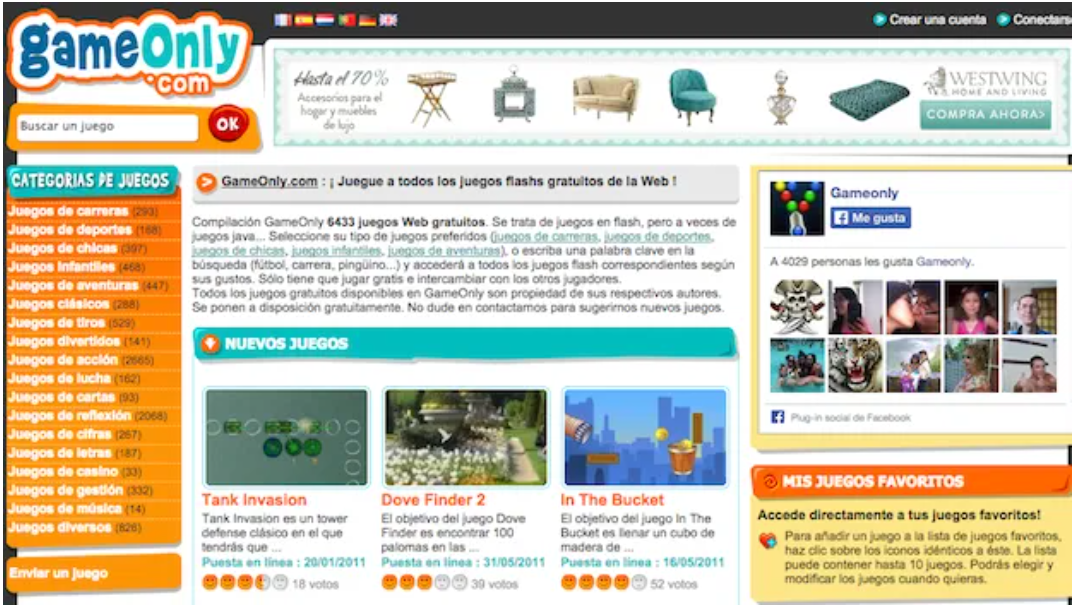 gameOnly
.com
Crear una cuenta
Conectarse
Hasta el 70%
Accesorios para el
hogar y muebles
de lujo
WESTWING
HOME AND LIVING
COMPRA AHORA>
Buscar un juego
OK
CATEGORIAS DE JUEGOS
Juegos de carreras (293)
Juegos de deportes (168)
Juegos de chicas (397)
Juegos infantiles (468)
Juegos de aventuras (447)
Juegos clásicos (288)
Juegos de tiros (529)
Juegos divertidos (141)
Juegos de acción (2665)
Juegos de lucha (162)
Juegos de cartas (93)
Juegos de reflexión (2068)
Juegos de cifras (267)
Juegos de letras (187)
Juegos de casino (33)
Juegos de gestión (332)
Juegos de música (14)
Juegos diversos (826)
Enviar un juego
GameOnly.com : ¡ Juegue a todos los juegos flashs gratuitos de la Web !
Compilación GameOnly 6433 juegos Web gratuitos. Se trata de juegos en flash, pero a veces de
juegos java... Seleccione su tipo de juegos preferidos (juegos de carreras, juegos de deportes,
juegos de chicas, juegos infantiles, juegos de aventuras), o escriba una palabra clave en la
búsqueda (fútbol, carrera, pingüino...) y accederá a todos los juegos flash correspondientes según
sus gustos. Sólo tiene que jugar gratis e intercambiar con los otros jugadores.
Todos los juegos gratuitos disponibles en GameOnly son propiedad de sus respectivos autores.
Se ponen a disposición gratuitamente. No dude en contactarnos para sugerirnos nuevos juegos.
NUEVOS JUEGOS
Tank Invasion
Tank Invasion es un tower
defense clásico en el que
tendrás que ...
Puesta en línea : 20/01/2011
18 votos
Dove Finder 2
El objetivo del juego Dove
Finder es encontrar 100
palomas en las ...
Puesta en línea : 31/05/2011
39 votos
In The Bucket
El objetivo del juego In The
Bucket es llenar un cubo de
madera de ...
Puesta en línea : 16/05/2011
52 votos
Gameonly
Me gusta
A 4029 personas les gusta Gameonly.
Plug-in social de Facebook
MIS JUEGOS FAVORITOS
Accede directamente a tus juegos favoritos!
Para añadir un juego a la lista de juegos favoritos,
haz clic sobre los iconos idénticos a éste. La lista
puede contener hasta 10 juegos. Podrás elegir y
modificar los juegos cuando quieras.